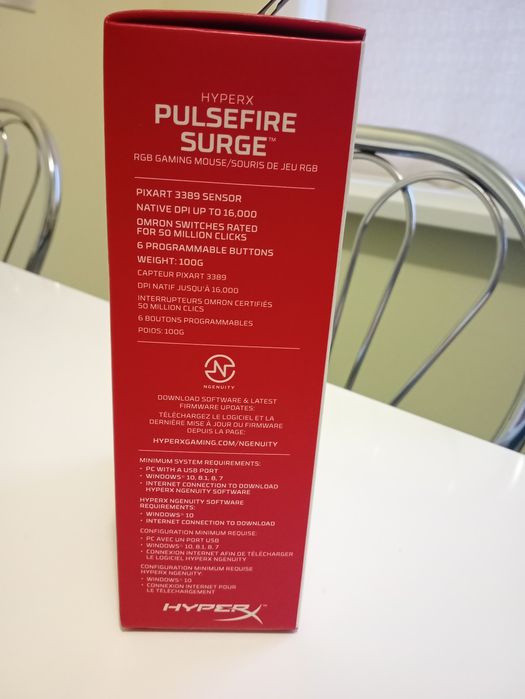 HYPERX
PULSEFIRE
SURGE™
RGB GAMING MOUSE/SOURIS DE JEU RGB
PIXART 3389 SENSOR
NATIVE DPI UP TO 16,000
OMRON SWITCHES RATED
FOR 50 MILLION CLICKS
6 PROGRAMMABLE BUTTONS
WEIGHT: 100G
CAPTEUR PIXART 3389
DPI NATIF JUSQU'À 16,000
INTERRUPTEURS OMRON CERTIFIÉS
50 MILLION CLICS
6 BOUTONS PROGRAMMABLES
POIDS: 100G
NGENUITY
DOWNLOAD SOFTWARE & LATEST
FIRMWARE UPDATES:
TÉLÉCHARGEZ LE LOGICIEL ET LA
DERNIÈRE MISE À JOUR DU FIRMWARE
DEPUIS LA PAGE:
HYPERXGAMING.COM/NGENUITY
MINIMUM SYSTEM REQUIREMENTS:
• PC WITH A USB PORT
• WINDOWS® 10, 8.1, 8, 7
• INTERNET CONNECTION TO DOWNLOAD
HYPERX NGENUITY SOFTWARE
HYPERX NGENUITY SOFTWARE
REQUIREMENTS:
• WINDOWS® 10
• INTERNET CONNECTION TO DOWNLOAD
CONFIGURATION MINIMUM REQUISE:
• PC AVEC UN PORT USB
• WINDOWS® 10, 8.1, 8, 7
• CONNEXION INTERNET AFIN DE TÉLÉCHARGER
LE LOGICIEL HYPERX NGENUITY
CONFIGURATION MINIMUM REQUISE
HYPERX NGENUITY:
• WINDOWS® 10
• CONNEXION INTERNET POUR
LE TÉLÉCHARGEMENT
HYPERX